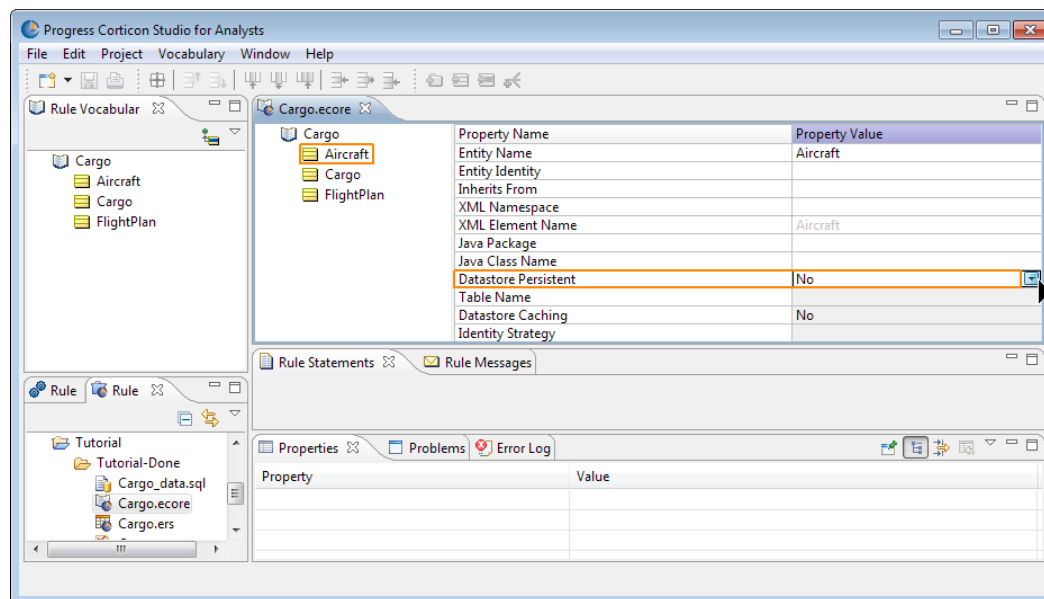 Progress Corticon Studio for Analysts
File Edit Project Vocabulary Window Help
Rule Vocabular
Cargo
Aircraft
Cargo
FlightPlan
Cargo.ecore
Cargo
Aircraft
Cargo
FlightPlan
Property Name Property Value
Entity Name Aircraft
Entity Identity
Inherits From
XML Namespace
XML Element Name Aircraft
Java Package
Java Class Name
Datastore Persistent No
Table Name
Datastore Caching No
Identity Strategy
Rule Statements Rule Messages
Rule Rule
Tutorial
Tutorial-Done
Cargo_data.sql
Cargo.ecore
Cargo.ers
Properties Problems Error Log
Property Value